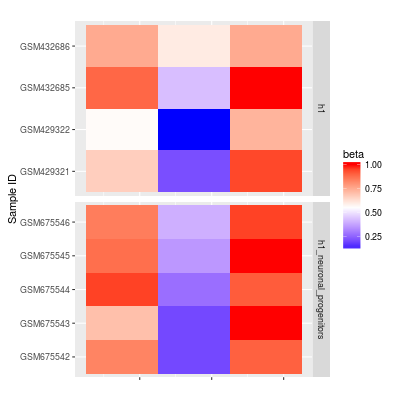 GSM432686
GSM432685
GSM429322
GSM429321
h1
GSM675546
GSM675545
GSM675544
GSM675543
GSM675542
h1_neuronal_progenitors
Sample ID
beta
1.00
0.75
0.50
0.25